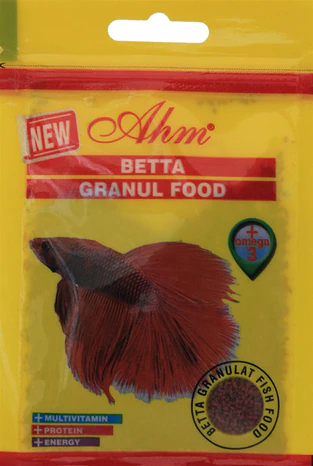 NEW
Ahm®
BETTA
GRANUL FOOD
+
omega
3
BETTA GRANULAT FISH FOOD
+ MULTIVITAMIN
+ PROTEIN
+ ENERGY